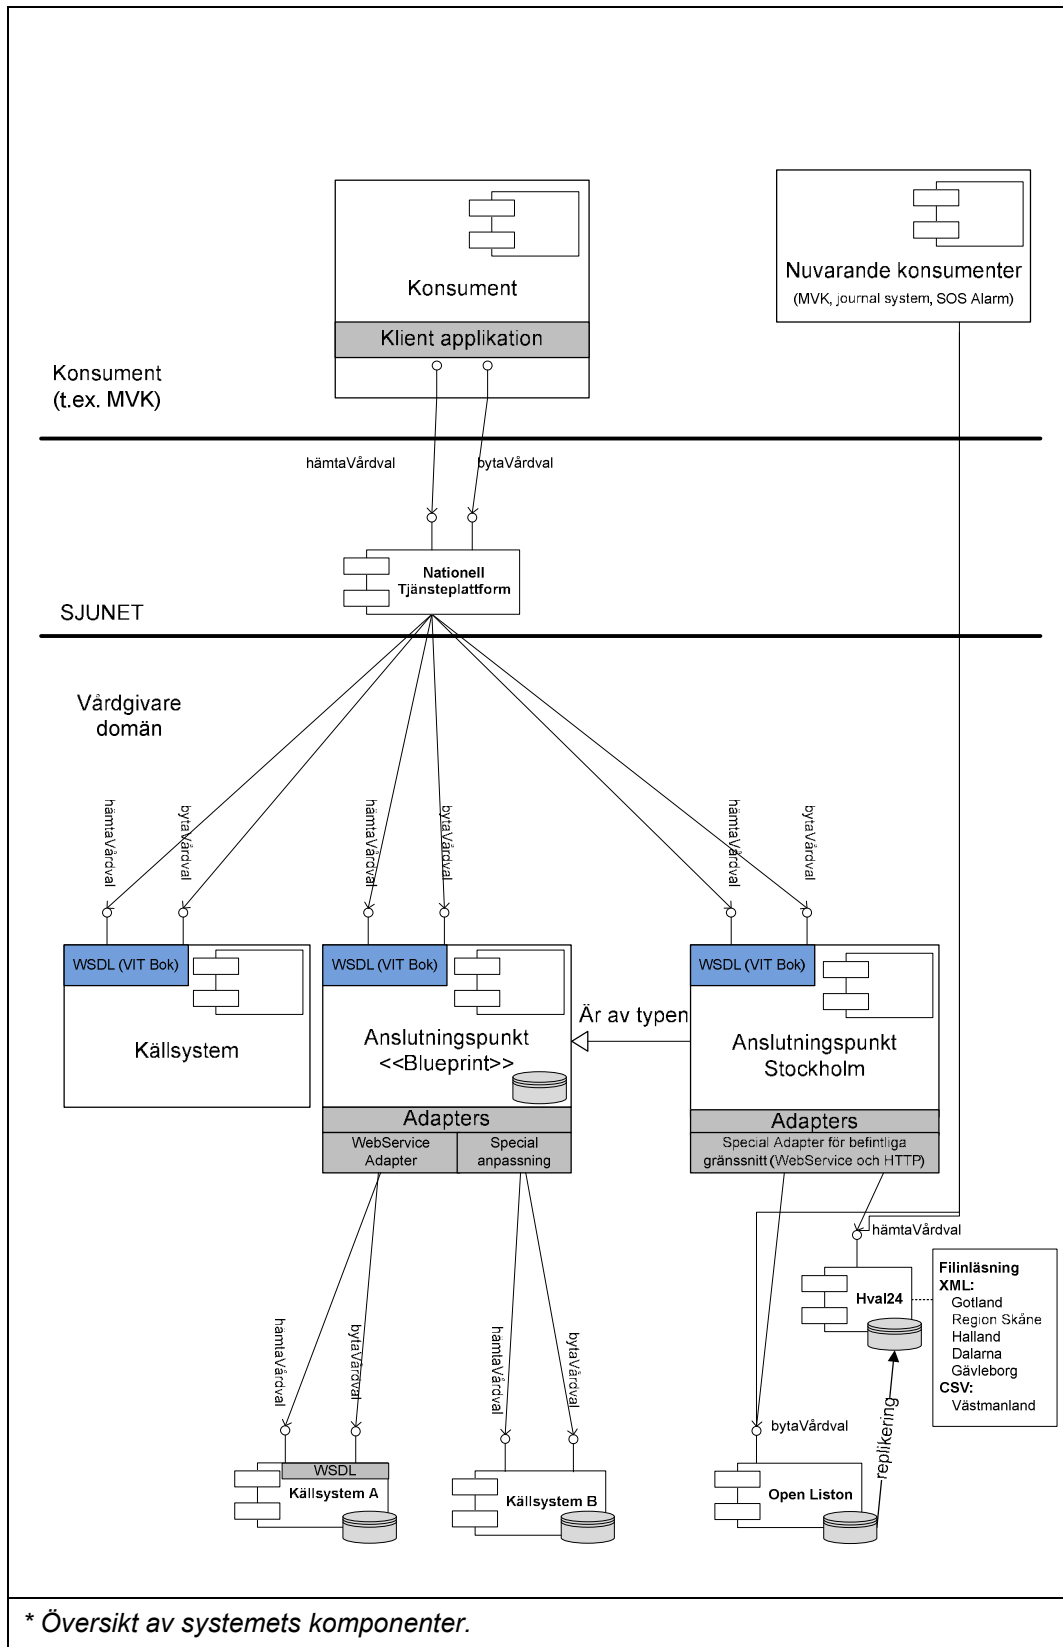 Konsument
Klient applikation
Nuvarande konsumenter
(MVK, journal system, SOS Alarm)
Konsument
(t.ex. MVK)
hämtaVårdval
bytaVårdval
Nationell
Tjänsteplattform
SJUNET
Vårdgivare
domän
hämtaVårdval
bytaVårdval
hämtaVårdval
bytaVårdval
hämtaVårdval
bytaVårdval
WSDL (VIT Bok)
Källsystem
WSDL (VIT Bok)
Anslutningspunkt
<<Blueprint>>
Adapters
WebService
Adapter
Special
anpassning
Är av typen
WSDL (VIT Bok)
Anslutningspunkt
Stockholm
Adapters
Special Adapter för befintliga
gränssnitt (WebService och HTTP)
hämtaVårdval
Hval24
Filinläsning
XML:
Gotland
Region Skåne
Halland
Dalarna
Gävleborg
CSV:
Västmanland
hämtaVårdval
bytaVårdval
hämtaVårdval
bytaVårdval
bytaVårdval
replikering
WSDL
Källsystem A
Källsystem B
Open Liston
* Översikt av systemets komponenter.